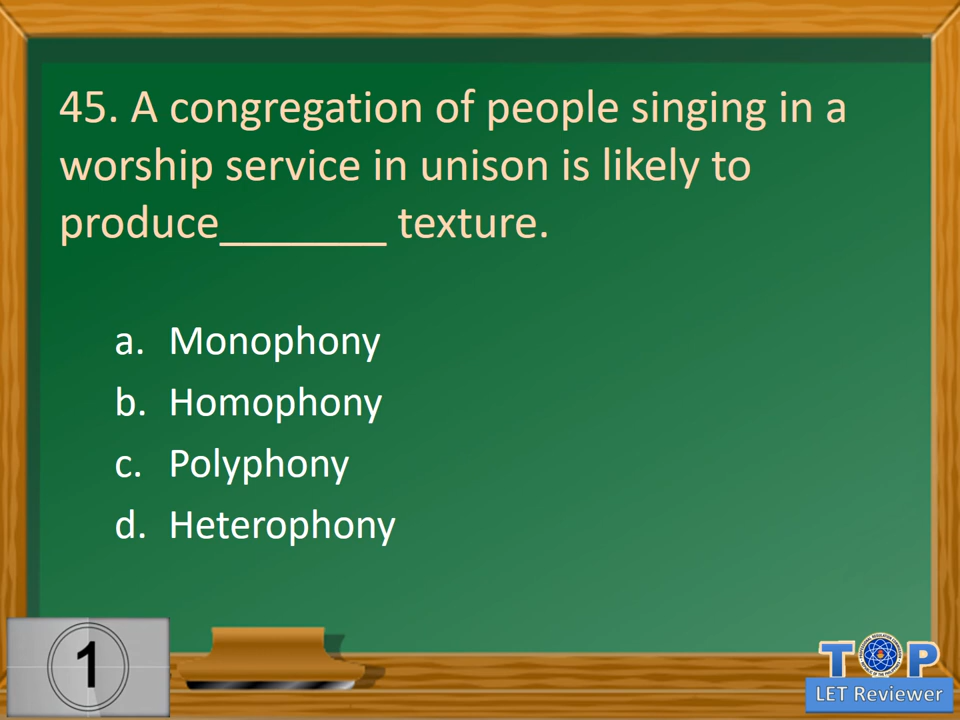 45. A congregation of people singing in a
worship service in unison is likely to
produce_______ texture.
a. Monophony
b. Homophony
c. Polyphony
d. Heterophony
1
TOP
LET Reviewer